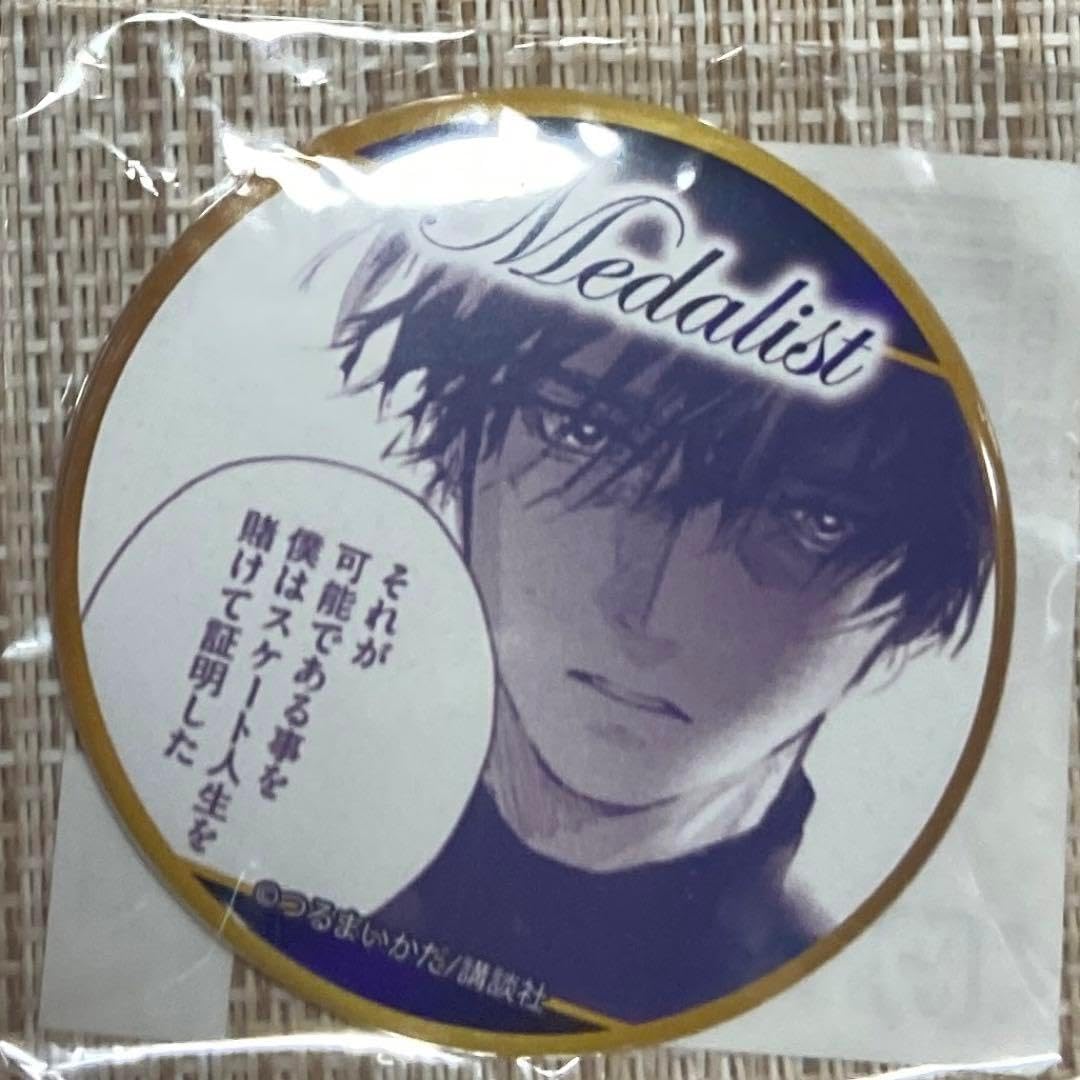 Medalist
それが
可能である事を
僕はスケート人生を
賭けて証明した
©つるまいかだ/講談社